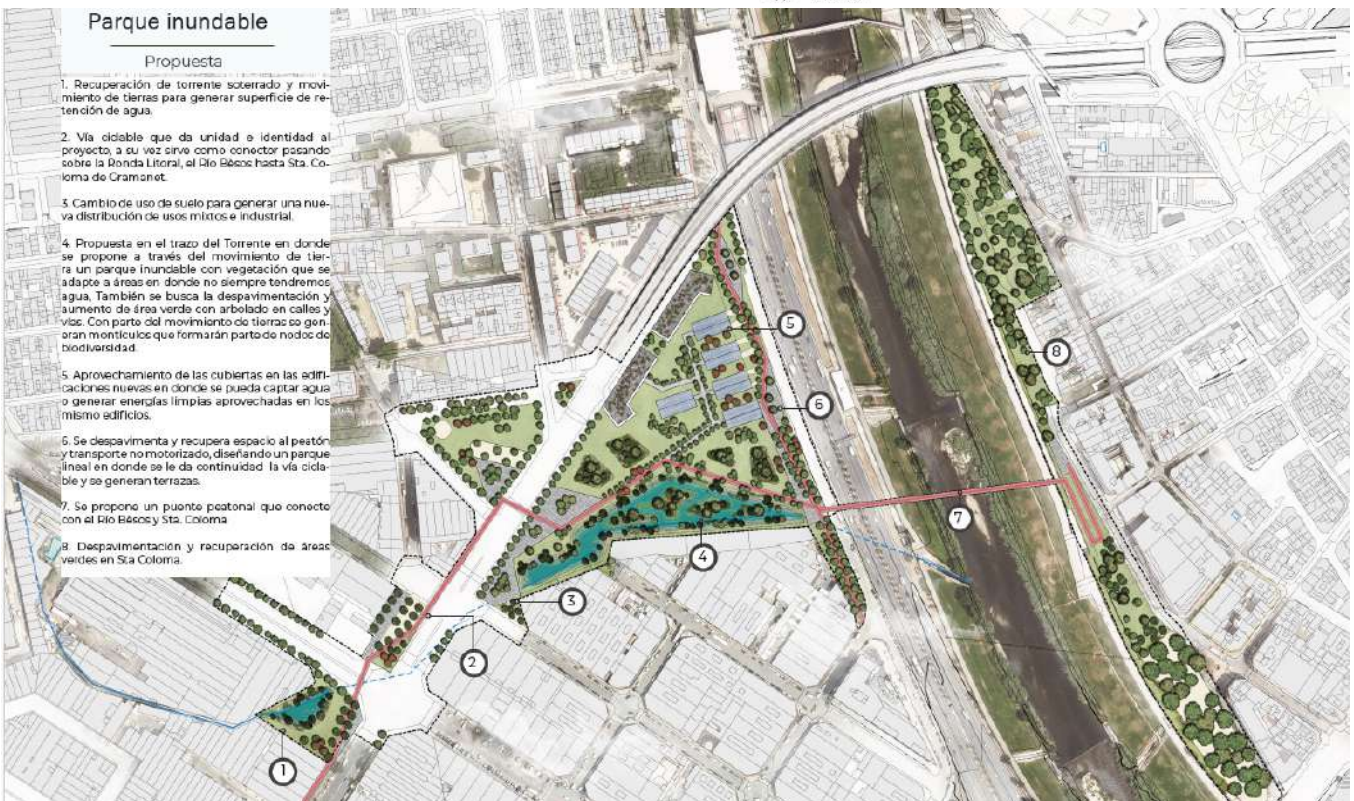 Parque inundable
Propuesta
1. Recuperación de torrente soterrado y movi-
miento de tierras para generar superficie de re-
tención de agua.
2. Vía ciclable que da unidad e identidad al
proyecto, a su vez sirve como conector pasando
sobre la Ronda Litoral, el Río Bèsos hasta Sta. Co-
loma de Gramanet.
3. Cambio de uso de suelo para generar una nue-
va distribución de usos mixtos e industrial.
4. Propuesta en el trazo del Torrente en donde
se propone a través del movimiento de tier-
ra un parque inundable con vegetación que se
adapte a áreas en donde no siempre tendremos
agua, También se busca la despavimentación y
aumento de área verde con arbolado en calles y
vías. Con parte del movimiento de tierras se gen-
eran montículos que formarán parte de nodos de
biodiversidad.
5. Aprovechamiento de las cubiertas en las edifi-
caciones nuevas en donde se pueda captar agua
o generar energías limpias aprovechadas en los
mismo edificios.
6. Se despavimenta y recupera espacio al peatón
y transporte no motorizado, diseñando un parque
lineal en donde se le da continuidad la vía cicla-
ble y se generan terrazas.
7. Se propone un puente peatonal que conecte
con el Río Bèsos y Sta. Coloma
8. Despavimentación y recuperación de áreas
verdes en Sta Coloma.
5
8
6
7
4
3
2
1